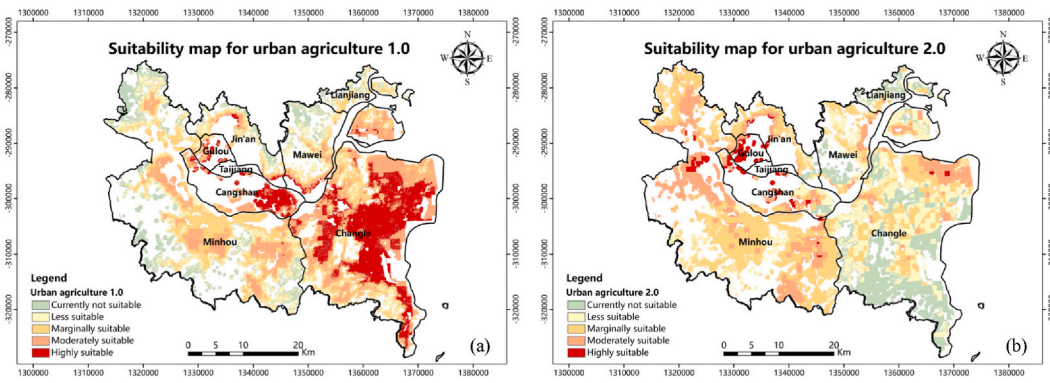 1300000 1310000 1320000 1330000 1340000 1350000 1360000 1370000 1380000
Suitability map for urban agriculture 1.0
N
W E
S
-270000
-280000
-290000
-300000
-310000
-320000
Lianjiang
Jin'an
Gulou
Mawei
Taijiang
Cangshan
Minhou
Changle
Legend
Urban agriculture 1.0
Currently not suitable
Less suitable
Marginally suitable
Moderately suitable
Highly suitable
0 5 10 20
Km
(a)
1300000 1310000 1320000 1330000 1340000 1350000 1360000 1370000 1380000
1300000 1310000 1320000 1330000 1340000 1350000 1360000 1370000 1380000
Suitability map for urban agriculture 2.0
N
W E
S
-270000
-280000
-290000
-300000
-310000
-320000
Lianjiang
Jin'an
Gulou
Mawei
Taijiang
Cangshan
Minhou
Changle
Legend
Urban agriculture 2.0
Currently not suitable
Less suitable
Marginally suitable
Moderately suitable
Highly suitable
0 5 10 20
Km
(b)
1300000 1310000 1320000 1330000 1340000 1350000 1360000 1370000 1380000